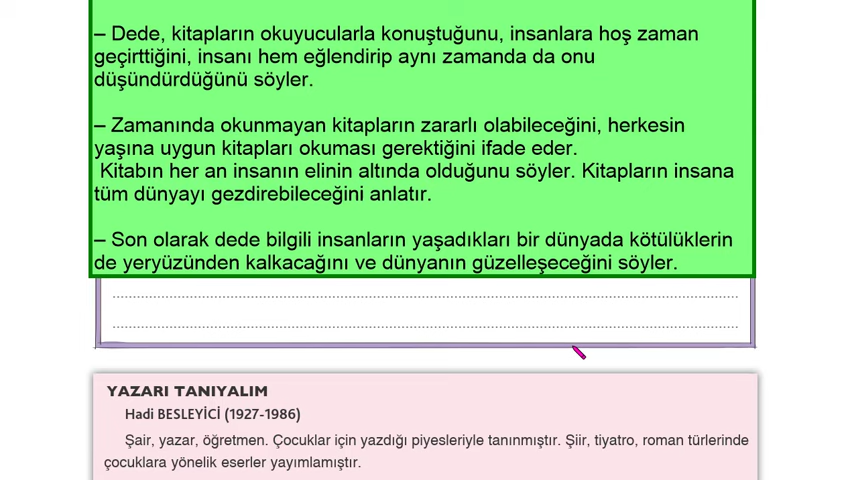 – Dede, kitapların okuyucularla konuştuğunu, insanlara hoş zaman
geçirttiğini, insanı hem eğlendirip aynı zamanda da onu
düşündürdüğünü söyler.
– Zamanında okunmayan kitapların zararlı olabileceğini, herkesin
yaşına uygun kitapları okuması gerektiğini ifade eder.
Kitabın her an insanın elinin altında olduğunu söyler. Kitapların insana
tüm dünyayı gezdirebileceğini anlatır.
– Son olarak dede bilgili insanların yaşadıkları bir dünyada kötülüklerin
de yeryüzünden kalkacağını ve dünyanın güzelleşeceğini söyler.
YAZARI TANIYALIM
Hadi BESLEYİCİ (1927-1986)
Şair, yazar, öğretmen. Çocuklar için yazdığı piyesleriyle tanınmıştır. Şiir, tiyatro, roman türlerinde
çocuklara yönelik eserler yayımlamıştır.